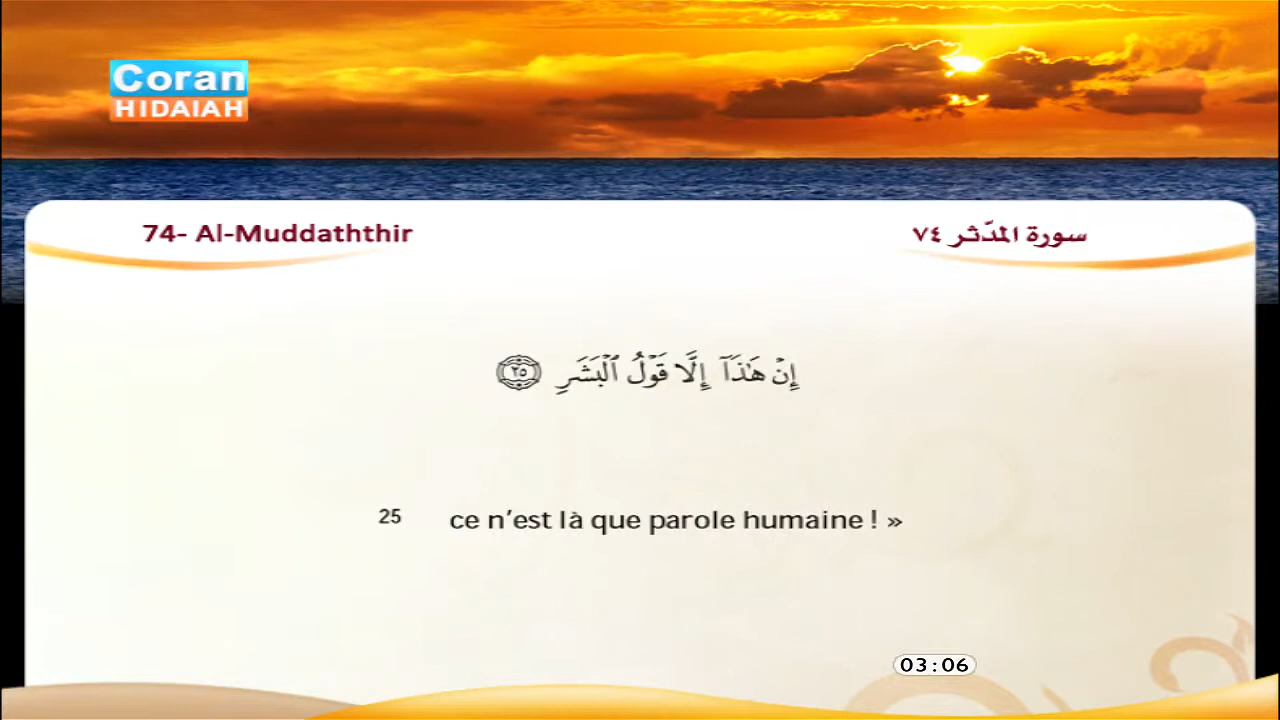 Coran
HIDAIAH
74- Al-Muddaththir
سورة المدّثر ٧٤
إِنْ هَٰذَآ إِلَّا قَوْلُ ٱلْبَشَرِ ٢٥
25 ce n’est là que parole humaine ! »
03:06